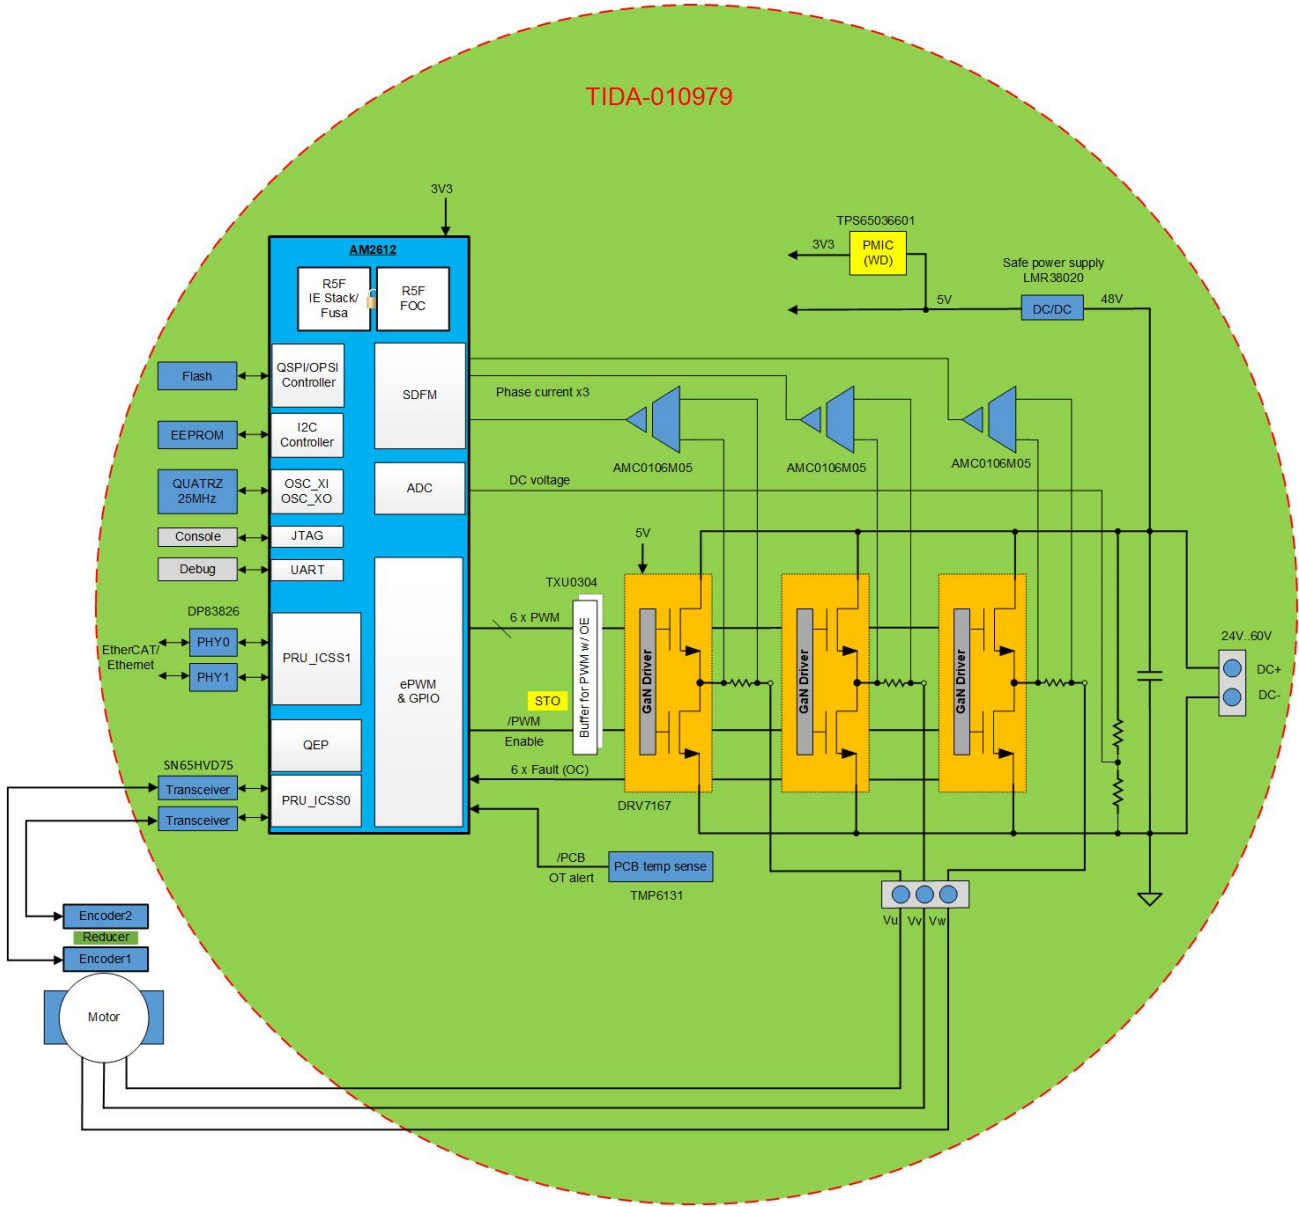 TIDA-010979
3V3
AM2612
R5F
IE Stack/
Fusa
R5F
FOC
TPS65036601
PMIC
(WD)
3V3
Safe power supply
LMR38020
DC/DC
5V
48V
Flash
QSPI/OPSI
Controller
SDFM
Phase current x3
AMC0106M05
AMC0106M05
AMC0106M05
EEPROM
I2C
Controller
QUATRZ
25MHz
OSC_XI
OSC_XO
ADC
DC voltage
Console
JTAG
Debug
UART
5V
TXU0304
DP83826
PHY0
EtherCAT/
Ethernet
PHY1
PRU_ICSS1
ePWM
& GPIO
6 x PWM
STO
/PWM
Enable
Buffer for PWM w/ OE
GaN Driver
GaN Driver
GaN Driver
24V..60V
DC+
DC-
QEP
6 x Fault (OC)
SN65HVD75
Transceiver
Transceiver
PRU_ICSS0
DRV7167
/PCB
OT alert
PCB temp sense
TMP6131
Vu
Vv
Vw
Encoder2
Reducer
Encoder1
Motor